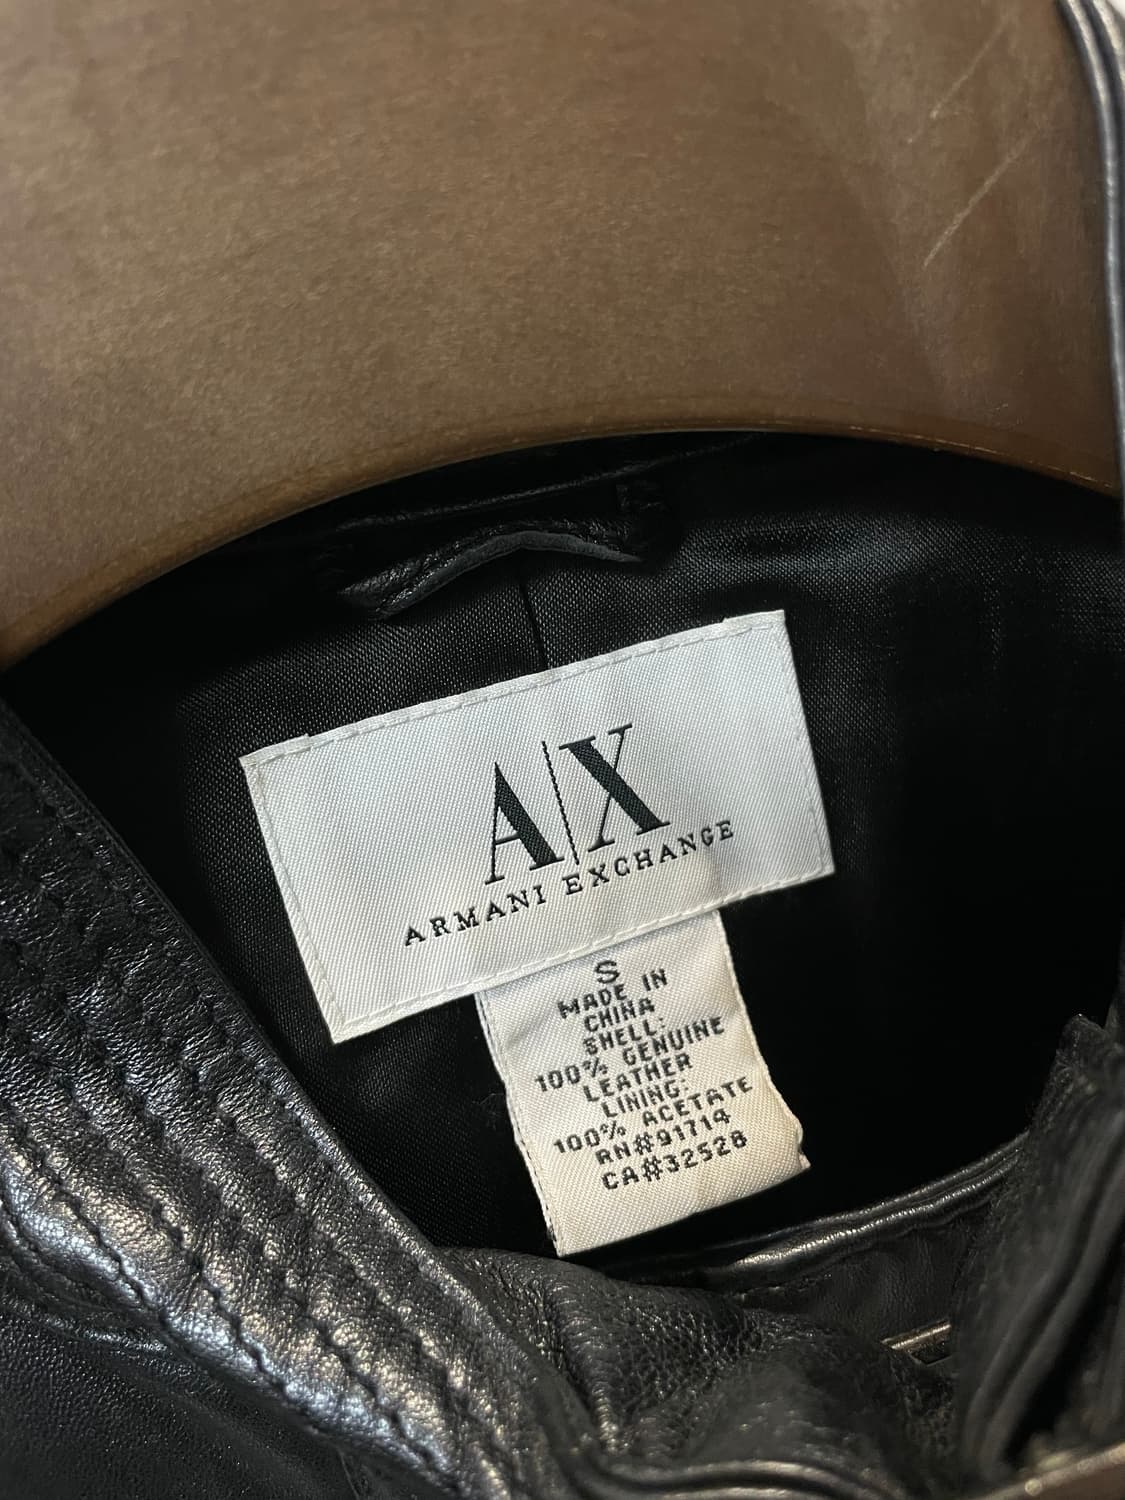 A|X
ARMANI EXCHANGE
S
MADE IN
CHINA
SHELL:
100% GENUINE
LEATHER
LINING:
100% ACETATE
RN#91714
CA#32528